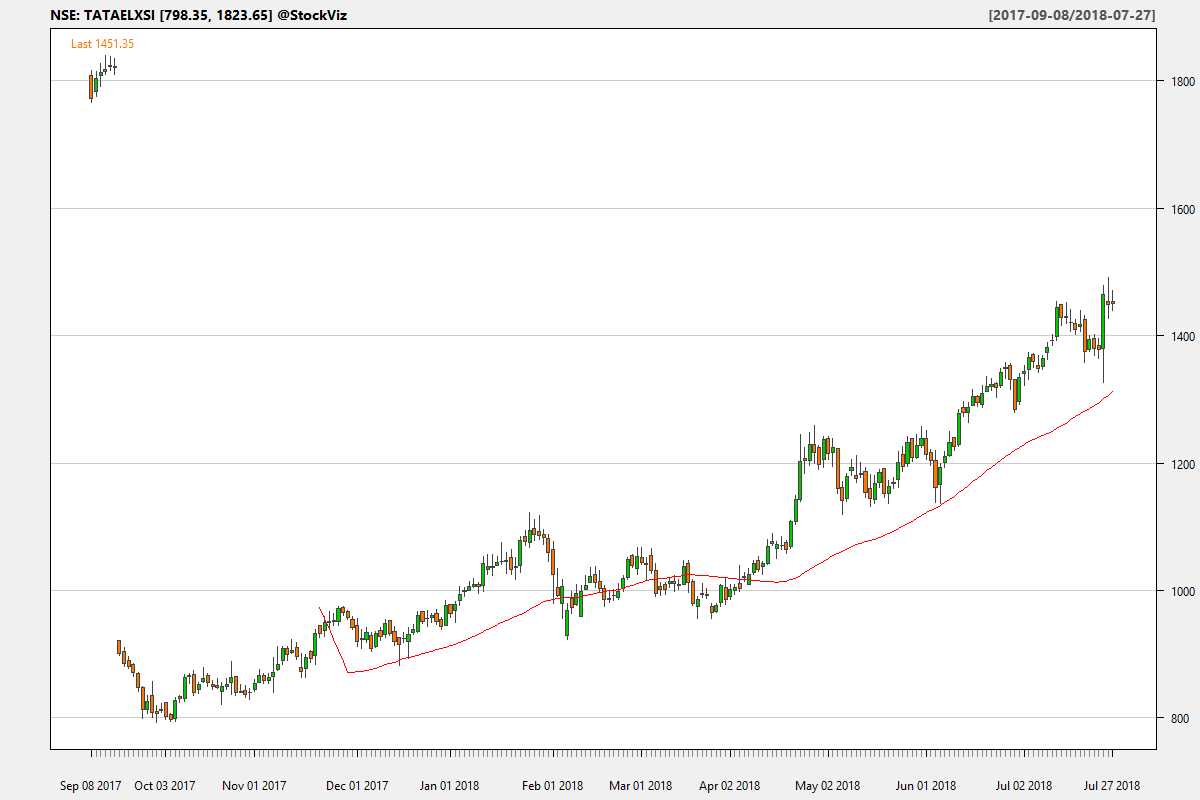 NSE: TATAELXSI [798.35, 1823.65] @StockViz [2017-09-08/2018-07-27]
Last 1451.35
1800
1600
1400
1200
1000
800
Sep 08 2017 Oct 03 2017 Nov 01 2017 Dec 01 2017 Jan 01 2018 Feb 01 2018 Mar 01 2018 Apr 02 2018 May 02 2018 Jun 01 2018 Jul 02 2018 Jul 27 2018